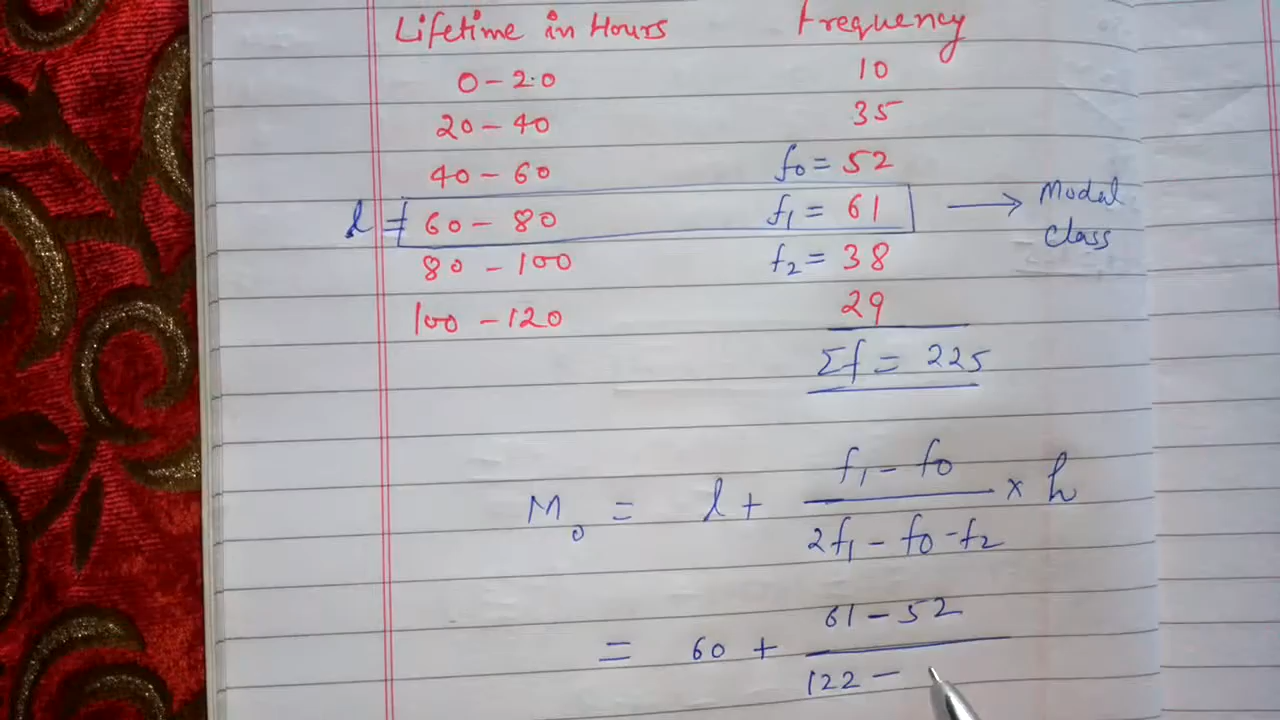 Lifetime in Hours Frequency
0 - 20 10
20 - 40 35
40 - 60 f₀ = 52
l = 60 - 80 f₁ = 61 → Modal class
80 - 100 f₂ = 38
100 - 120 29
Σf = 225
M₀ = l + (f₁ - f₀) / (2f₁ - f₀ - f₂) × h
= 60 + (61 - 52) / (122 -